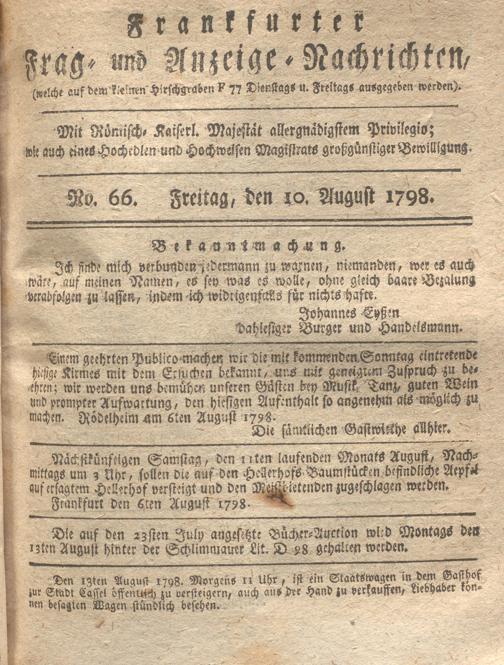 Frankfurter
Frag- und Anzeige-Nachrichten,
(welche auf dem kleinen Hirschgraben F 77 Dienstags u. Freitags ausgegeben werden).
Mit Römisch-Kaiserl. Majestät allergnädigstem Privilegio;
wie auch eines Hochedlen und Hochweisen Magistrats großgünstiger Bewilligung.
No. 66. Freitag, den 10. August 1798.
Bekanntmachung.
Ich finde mich verbunden jedermann zu warnen, niemanden, wer es auch
wäre, auf meinen Namen, es sey was es wolle, ohne gleich baare Bezalung
verabfolgen zu lassen, indem ich widrigenfalls für nichts hafte.
Johannes Eyßen
dahiesiger Burger und Handelsmann.
Einem geehrten Publico machen wir die mit kommenden Sonntag eintretende
hiesige Kirmes mit dem Ersuchen bekannt, uns mit geneigtem Zuspruch zu be-
ehren; wir werden uns bemühen unseren Gästen bey Musik, Tanz, guten Wein
und prompter Aufwartung, den hiesigen Aufenthalt so angenehm als möglich zu
machen. Rödelheim am 6ten August 1798.
Die sämtlichen Gastwirthe allhier.
Nächstkünftigen Samstag, den 11ten laufenden Monats August, Nach-
mittags um 3 Uhr, sollen die auf den Hellerhofs-Baumstücken befindliche Aepfel
auf ersagtem Hellerhof versteigt und den Meistbietenden zugeschlagen werden.
Frankfurt den 6ten August 1798.
Die auf den 23sten July angesetzte Bücher-Auction wird Montags den
13ten August hinter der Schlimmauer Lit. D 98 gehalten werden.
Den 13ten August 1798. Morgens 11 Uhr, ist ein Staatswagen in dem Gasthof
zur Stadt Cassel öffentlich zu versteigern, auch aus der Hand zu verkauffen, Liebhaber kön-
nen besagten Wagen stündlich besehen.